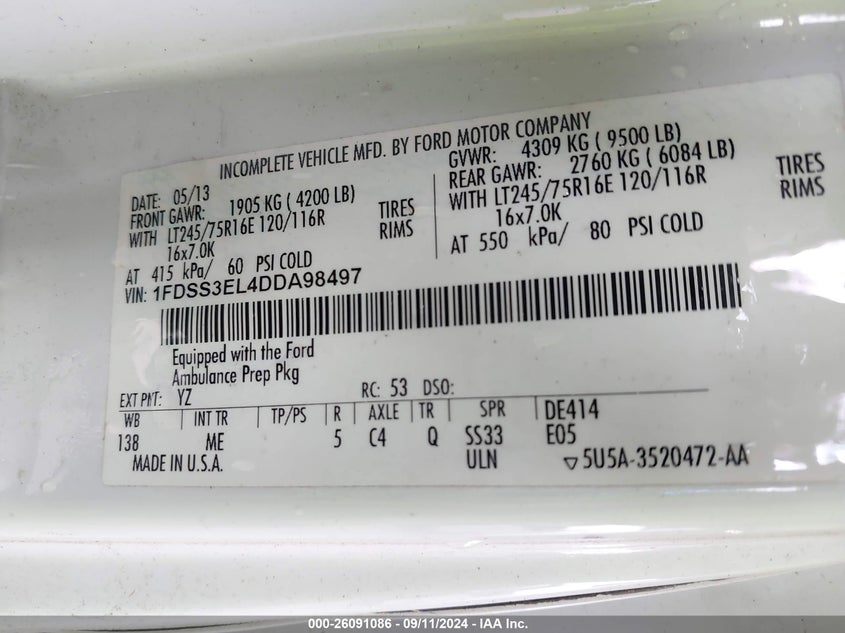 INCOMPLETE VEHICLE MFD. BY FORD MOTOR COMPANY
DATE: 05/13
FRONT GAWR: 1905 KG ( 4200 LB)
WITH LT245/75R16E 120/116R TIRES
16x7.0K RIMS
AT 415 kPa/ 60 PSI COLD
GVWR: 4309 KG ( 9500 LB)
REAR GAWR: 2760 KG ( 6084 LB)
WITH LT245/75R16E 120/116R TIRES
16x7.0K RIMS
AT 550 kPa/ 80 PSI COLD
VIN: 1FDSS3EL4DDA98497
Equipped with the Ford
Ambulance Prep Pkg
EXT PNT: YZ RC: 53 DSO:
WB INT TR TP/PS R AXLE TR SPR DE414
138 ME 5 C4 Q SS33 E05
MADE IN U.S.A. ULN ▽5U5A-3520472-AA
000-26091086 - 09/11/2024 - IAA Inc.